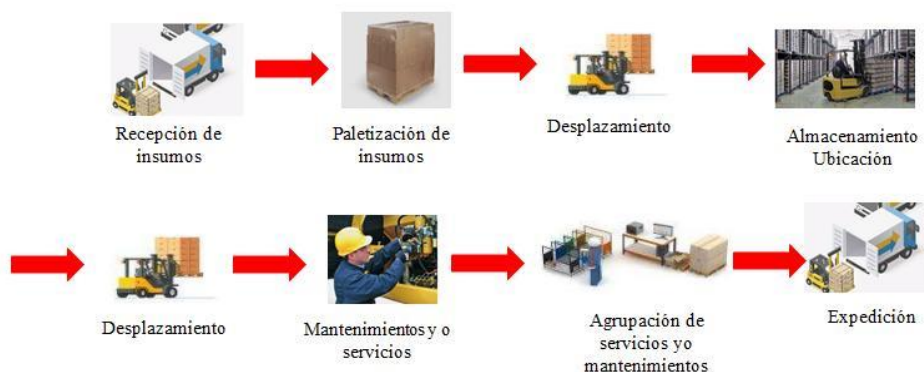 Recepción de
insumos
Paletización de
insumos
Desplazamiento
Almacenamiento
Ubicación
Desplazamiento
Mantenimientos y o
servicios
Agrupación de
servicios yo
mantenimientos
Expedición